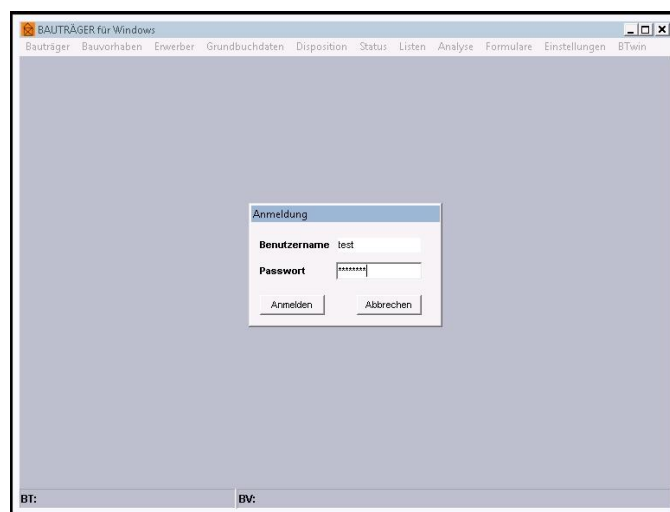 BAUTRÄGER für Windows
Bauträger Bauvorhaben Erwerber Grundbuchdaten Disposition Status Listen Analyse Formulare Einstellungen BTwin
Anmeldung
Benutzername test
Passwort ********
Anmelden Abbrechen
BT: BV: